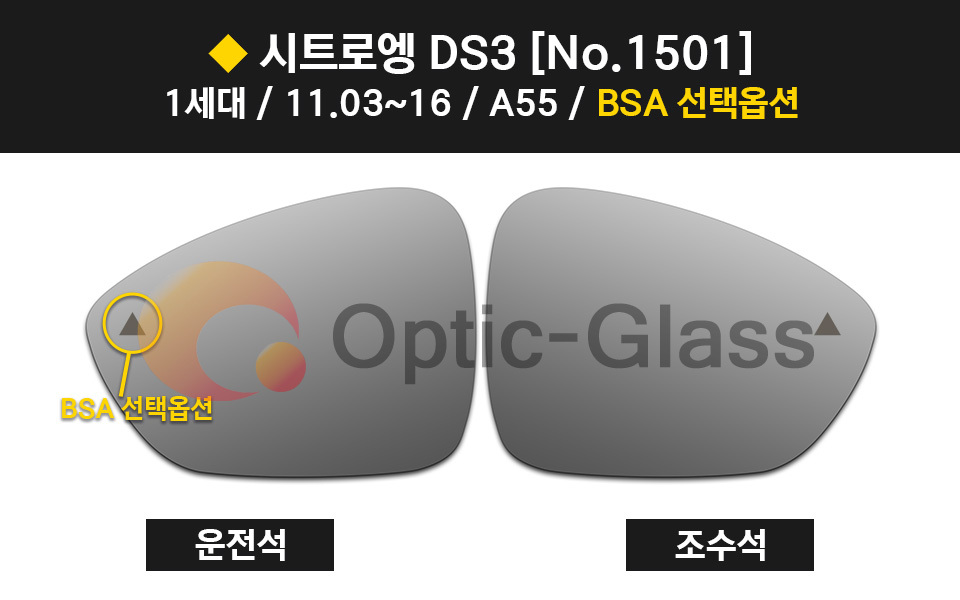 ◆ 시트로엥 DS3 [No.1501]
1세대 / 11.03~16 / A55 / BSA 선택옵션
Optic-Glass
BSA 선택옵션
운전석
조수석